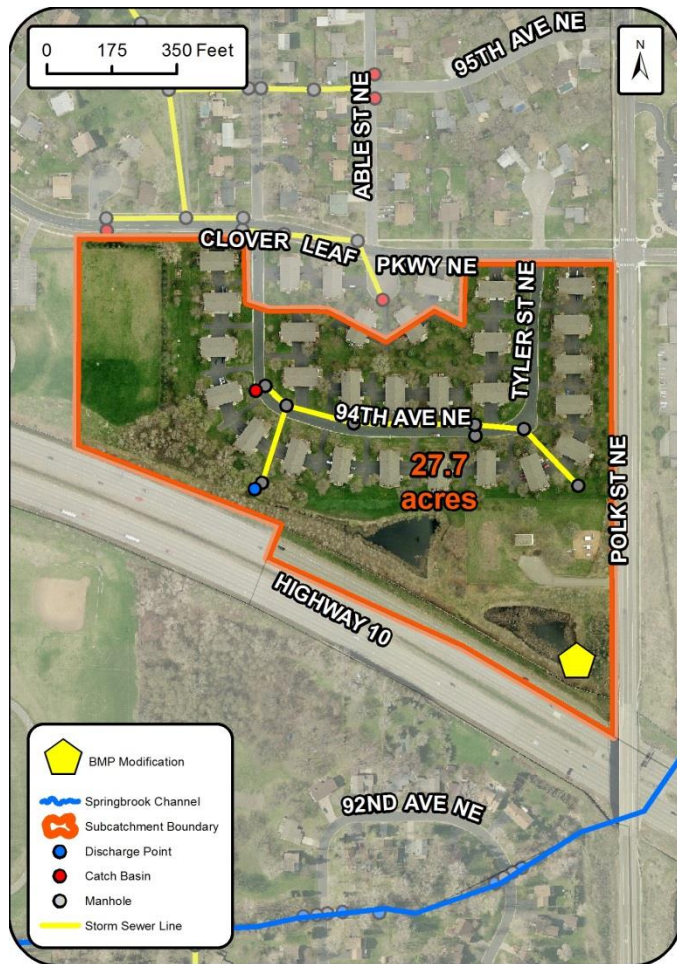 0 175 350 Feet
N
95TH AVE NE
ABLE ST NE
CLOVER LEAF PKWY NE
TYLER ST NE
94TH AVE NE
27.7
acres
POLK ST NE
HIGHWAY 10
92ND AVE NE
BMP Modification
Springbrook Channel
Subcatchment Boundary
Discharge Point
Catch Basin
Manhole
Storm Sewer Line